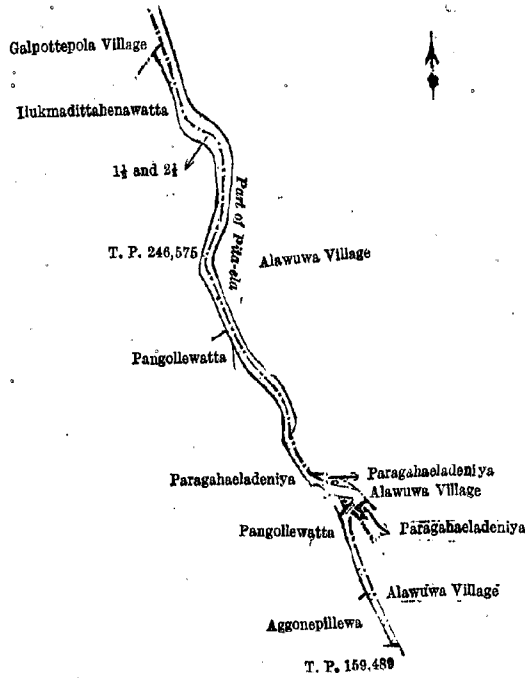 Galpottepola Village
Ilukmadittahenawatta
1½ and 2½
Part of Pita-ela
T. P. 246,575
Alawuwa Village
Pangollewatta
Paragahaeladeniya
Paragahaeladeniya
Alawuwa Village
Pangollewatta
Paragahaeladeniya
Alawuwa Village
Aggonepillewa
T. P. 159,489